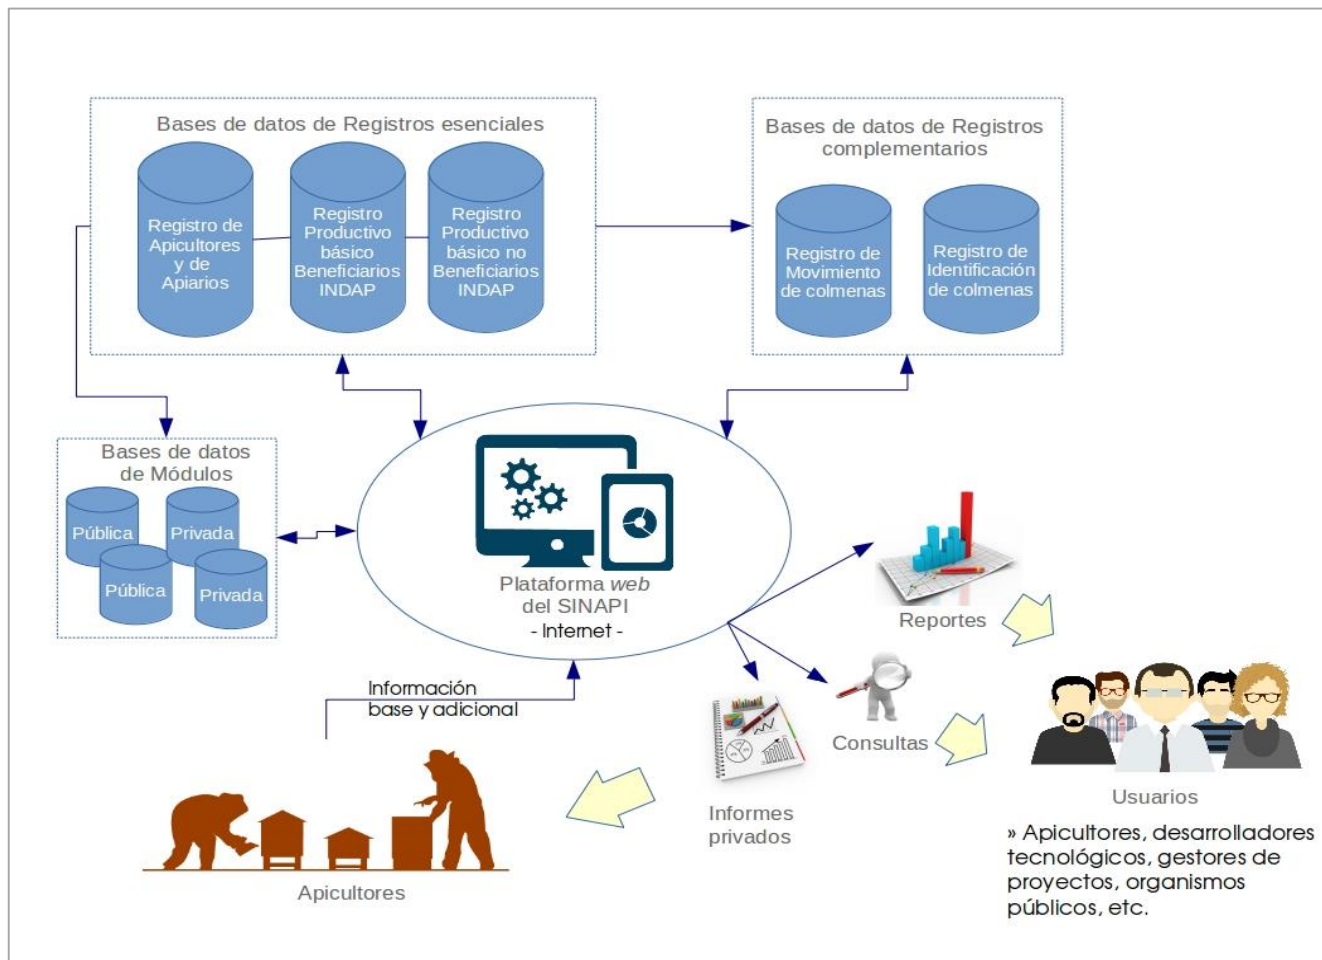 Bases de datos de Registros esenciales
Registro de
Apicultores
y de
Apiarios
Registro
Productivo
básico
Beneficiarios
INDAP
Registro
Productivo
básico no
Beneficiarios
INDAP
Bases de datos de Registros
complementarios
Registro de
Movimiento
de colmenas
Registro de
Identificación
de colmenas
Bases de datos
de Módulos
Pública
Privada
Pública
Privada
Plataforma web
del SINAPI
- Internet -
Información
base y adicional
Apicultores
Reportes
Consultas
Informes
privados
Usuarios
» Apicultores, desarrolladores
tecnológicos, gestores de
proyectos, organismos
públicos, etc.